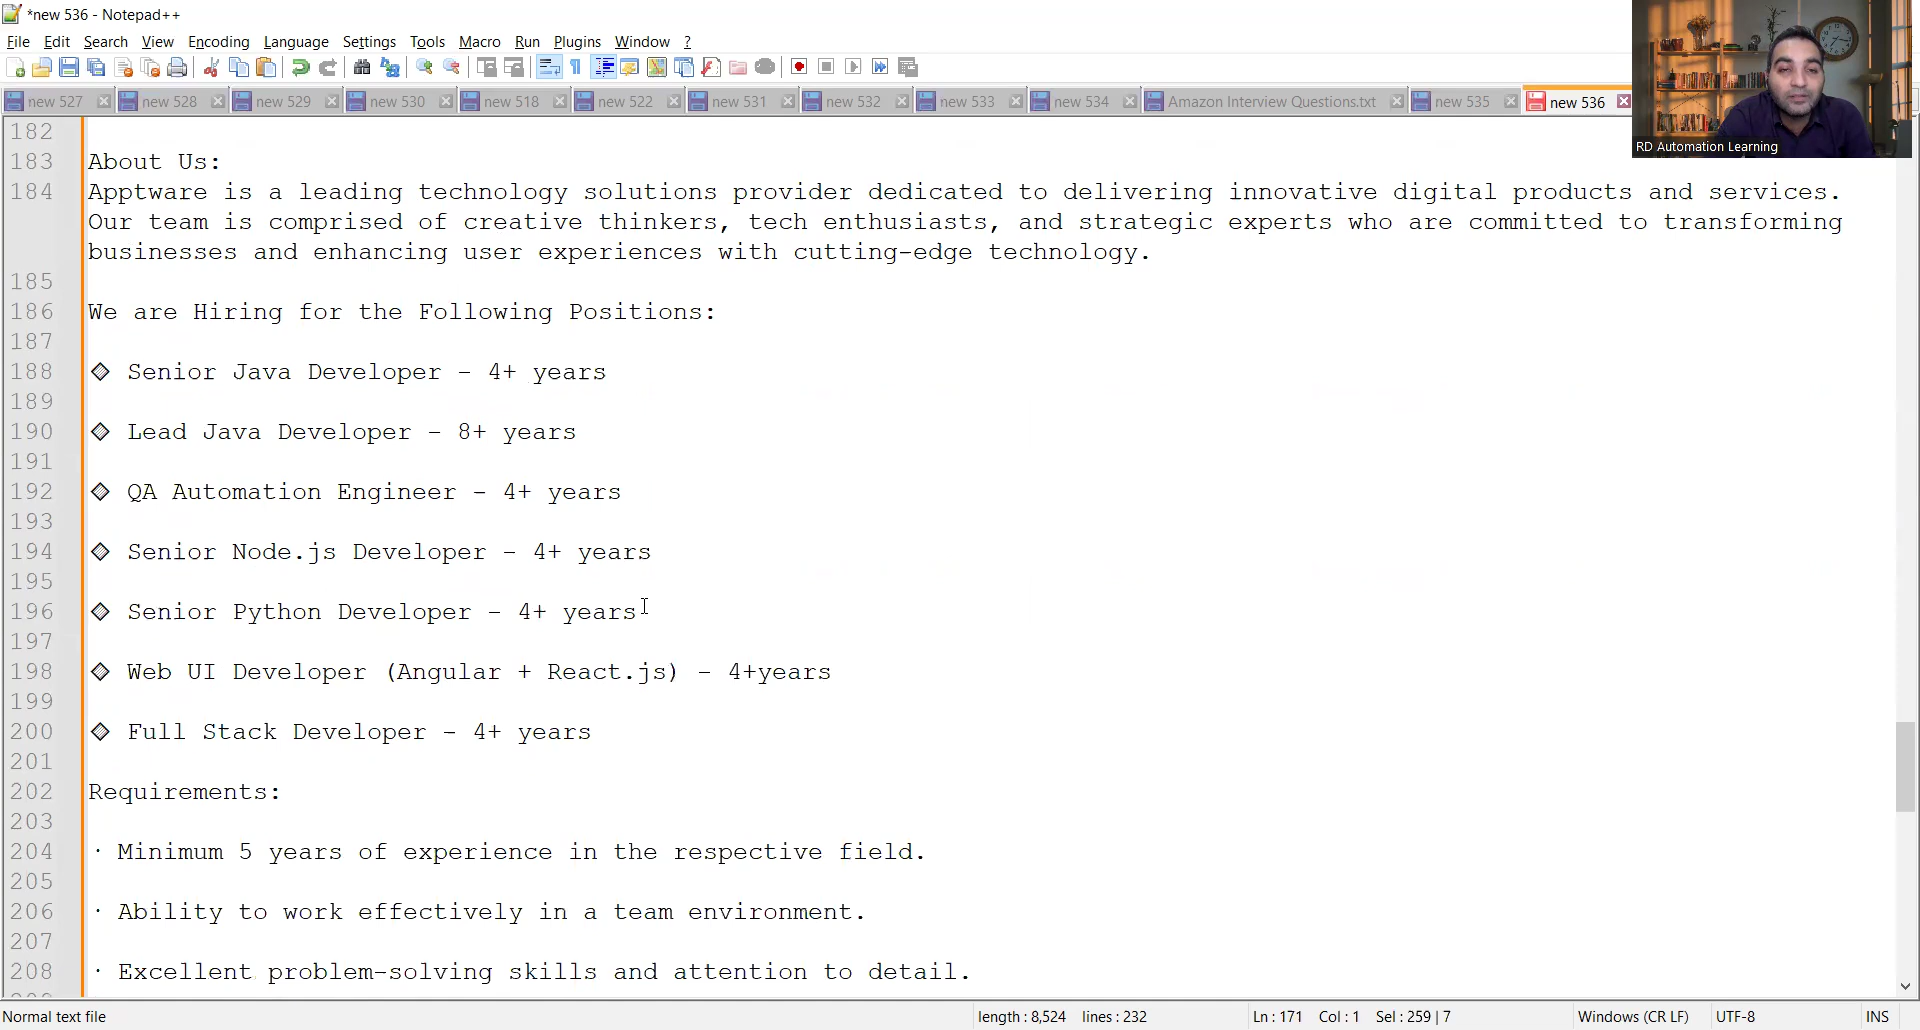 *new 536 - Notepad++
File Edit Search View Encoding Language Settings Tools Macro Run Plugins Window ?
new 527 new 528 new 529 new 530 new 518 new 522 new 531 new 532 new 533 new 534 Amazon Interview Questions.txt new 535 new 536
RD Automation Learning
182
183 About Us:
184 Apptware is a leading technology solutions provider dedicated to delivering innovative digital products and services.
Our team is comprised of creative thinkers, tech enthusiasts, and strategic experts who are committed to transforming
businesses and enhancing user experiences with cutting-edge technology.
185
186 We are Hiring for the Following Positions:
187
188 Senior Java Developer - 4+ years
189
190 Lead Java Developer - 8+ years
191
192 QA Automation Engineer - 4+ years
193
194 Senior Node.js Developer - 4+ years
195
196 Senior Python Developer - 4+ years
197
198 Web UI Developer (Angular + React.js) - 4+years
199
200 Full Stack Developer - 4+ years
201
202 Requirements:
203
204 · Minimum 5 years of experience in the respective field.
205
206 · Ability to work effectively in a team environment.
207
208 · Excellent problem-solving skills and attention to detail.
Normal text file length : 8,524 lines : 232 Ln : 171 Col : 1 Sel : 259 | 7 Windows (CR LF) UTF-8 INS